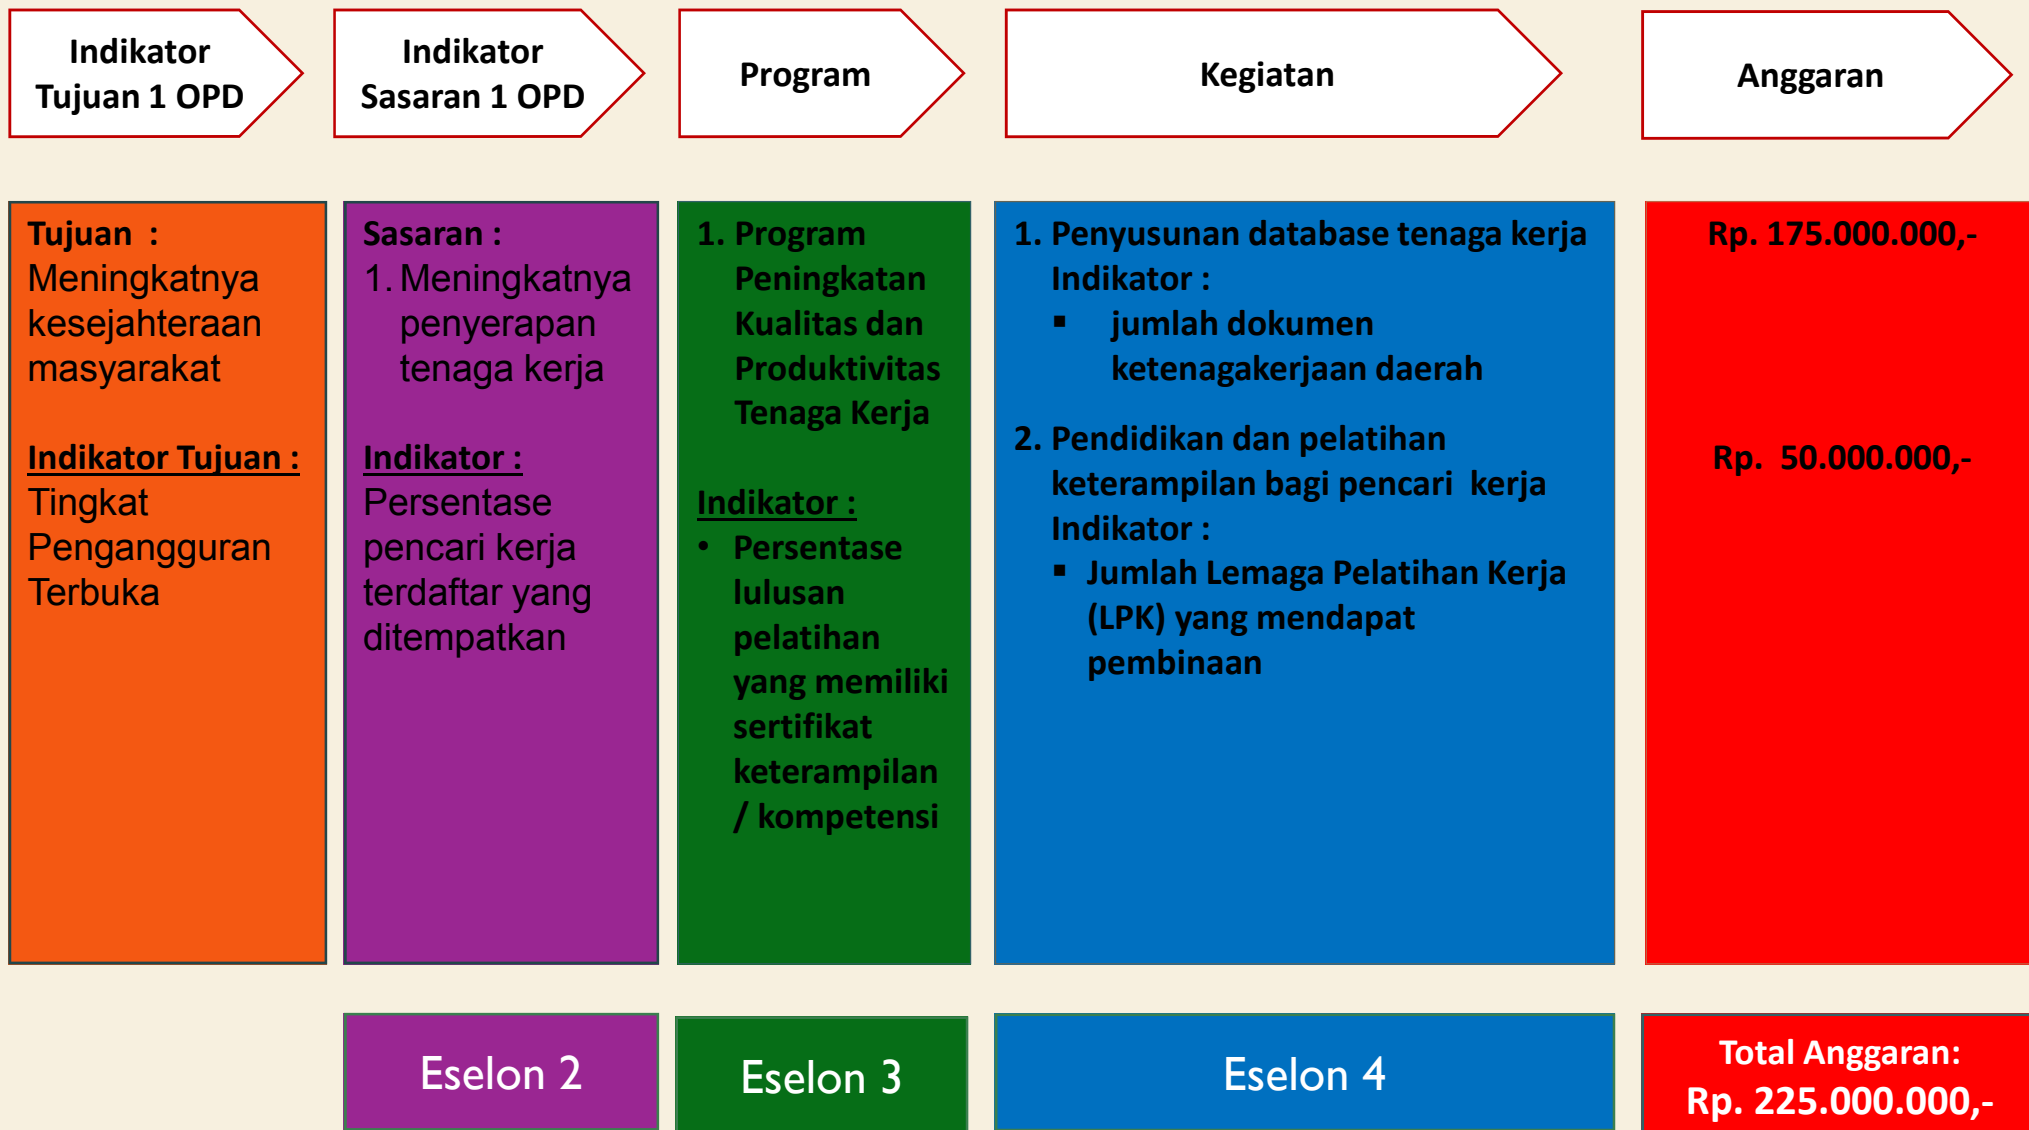 Indikator
Tujuan 1 OPD
Indikator
Sasaran 1 OPD
Program
Kegiatan
Anggaran
Tujuan :
Meningkatnya
kesejahteraan
masyarakat
Indikator Tujuan :
Tingkat
Pengangguran
Terbuka
Sasaran :
1. Meningkatnya
penyerapan
tenaga kerja
Indikator :
Persentase
pencari kerja
terdaftar yang
ditempatkan
1. Program
Peningkatan
Kualitas dan
Produktivitas
Tenaga Kerja
Indikator :
• Persentase
lulusan
pelatihan
yang memiliki
sertifikat
keterampilan
/ kompetensi
1. Penyusunan database tenaga kerja
Indikator :
▪ jumlah dokumen
ketenagakerjaan daerah
2. Pendidikan dan pelatihan
keterampilan bagi pencari kerja
Indikator :
▪ Jumlah Lemaga Pelatihan Kerja
(LPK) yang mendapat
pembinaan
Rp. 175.000.000,-
Rp. 50.000.000,-
Eselon 2
Eselon 3
Eselon 4
Total Anggaran:
Rp. 225.000.000,-